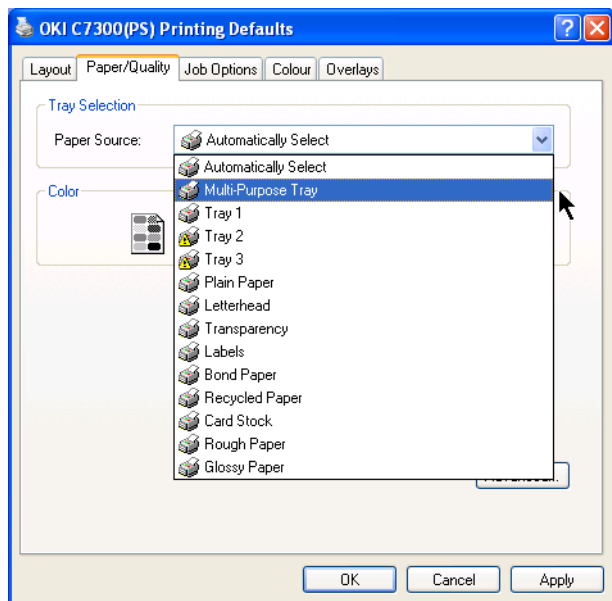 OKI C7300(PS) Printing Defaults
Layout Paper/Quality Job Options Colour Overlays
Tray Selection
Paper Source: Automatically Select
Automatically Select
Color
Multi-Purpose Tray
Tray 1
Tray 2
Tray 3
Plain Paper
Letterhead
Transparency
Labels
Bond Paper
Recycled Paper
Card Stock
Rough Paper
Glossy Paper
OK Cancel Apply